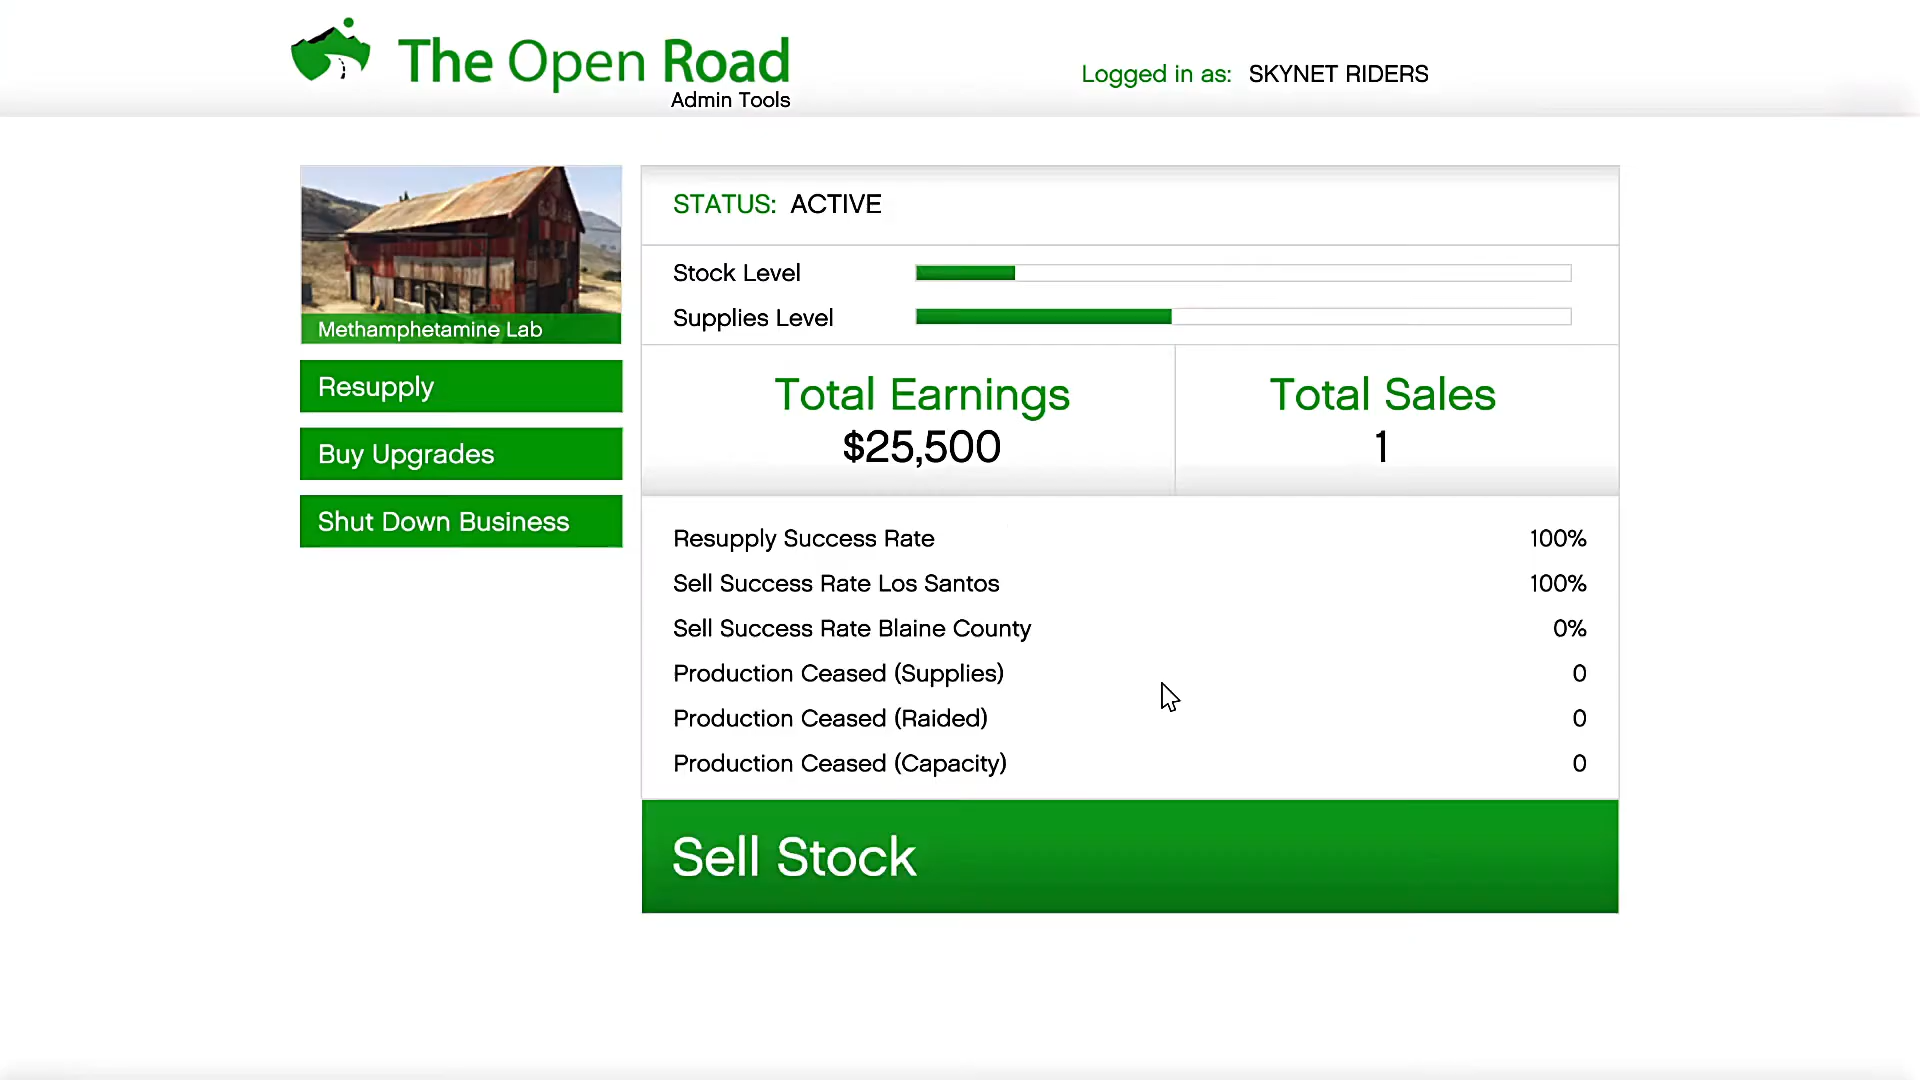 The Open Road
Admin Tools
Logged in as: SKYNET RIDERS
Methamphetamine Lab
Resupply
Buy Upgrades
Shut Down Business
STATUS: ACTIVE
Stock Level
Supplies Level
Total Earnings
$25,500
Total Sales
1
Resupply Success Rate 100%
Sell Success Rate Los Santos 100%
Sell Success Rate Blaine County 0%
Production Ceased (Supplies) 0
Production Ceased (Raided) 0
Production Ceased (Capacity) 0
Sell Stock